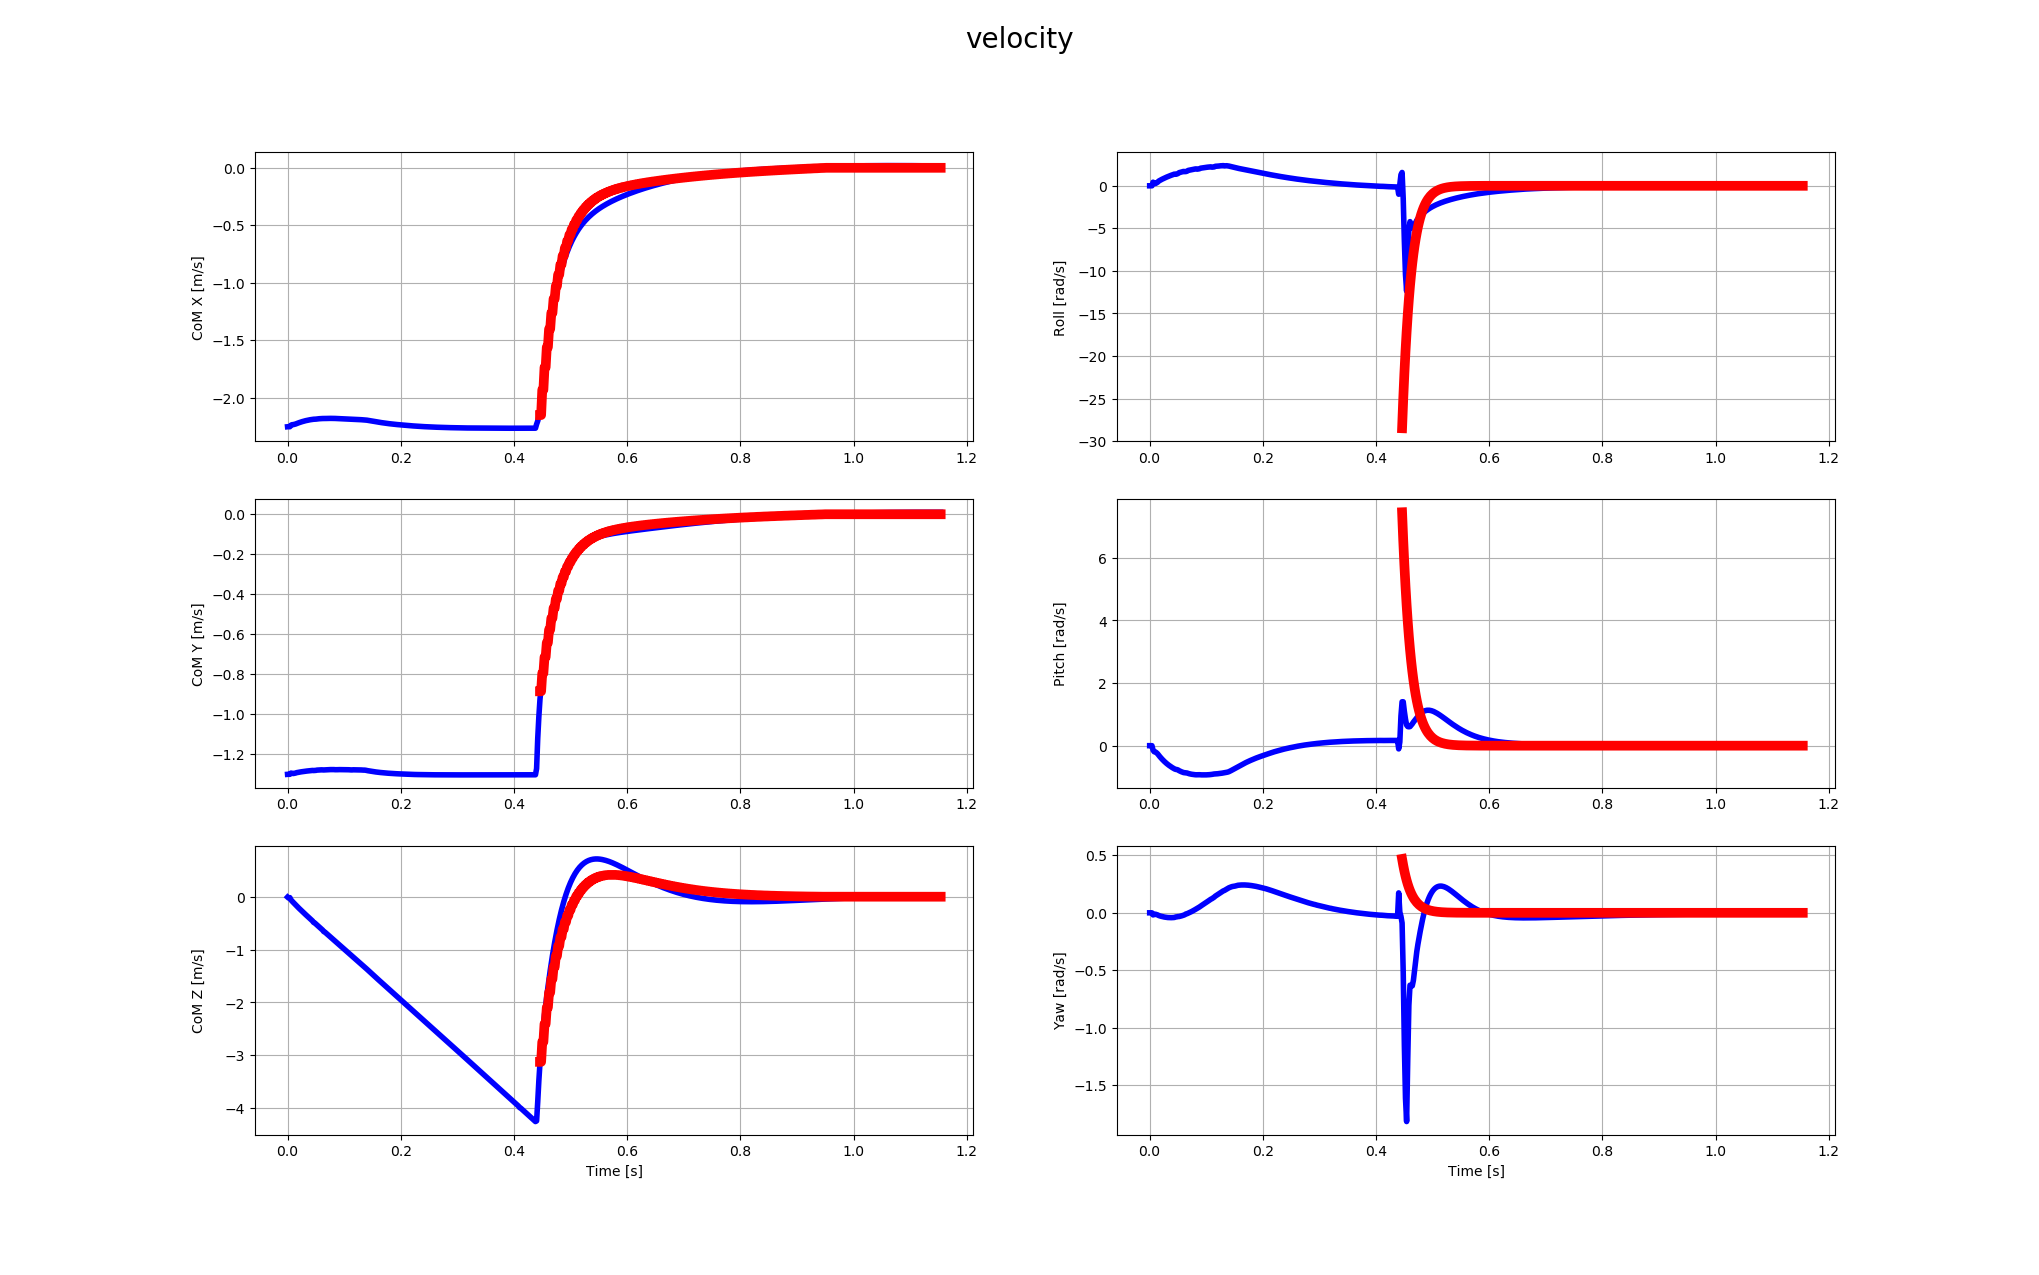 velocity
0.0
−0.5
−1.0
−1.5
−2.0
CoM X [m/s]
0.0 0.2 0.4 0.6 0.8 1.0 1.2
0
−5
−10
−15
−20
−25
−30
Roll [rad/s]
0.0 0.2 0.4 0.6 0.8 1.0 1.2
0.0
−0.2
−0.4
−0.6
−0.8
−1.0
−1.2
CoM Y [m/s]
0.0 0.2 0.4 0.6 0.8 1.0 1.2
6
4
2
0
Pitch [rad/s]
0.0 0.2 0.4 0.6 0.8 1.0 1.2
0
−1
−2
−3
−4
CoM Z [m/s]
0.0 0.2 0.4 0.6 0.8 1.0 1.2
Time [s]
0.5
0.0
−0.5
−1.0
−1.5
Yaw [rad/s]
0.0 0.2 0.4 0.6 0.8 1.0 1.2
Time [s]